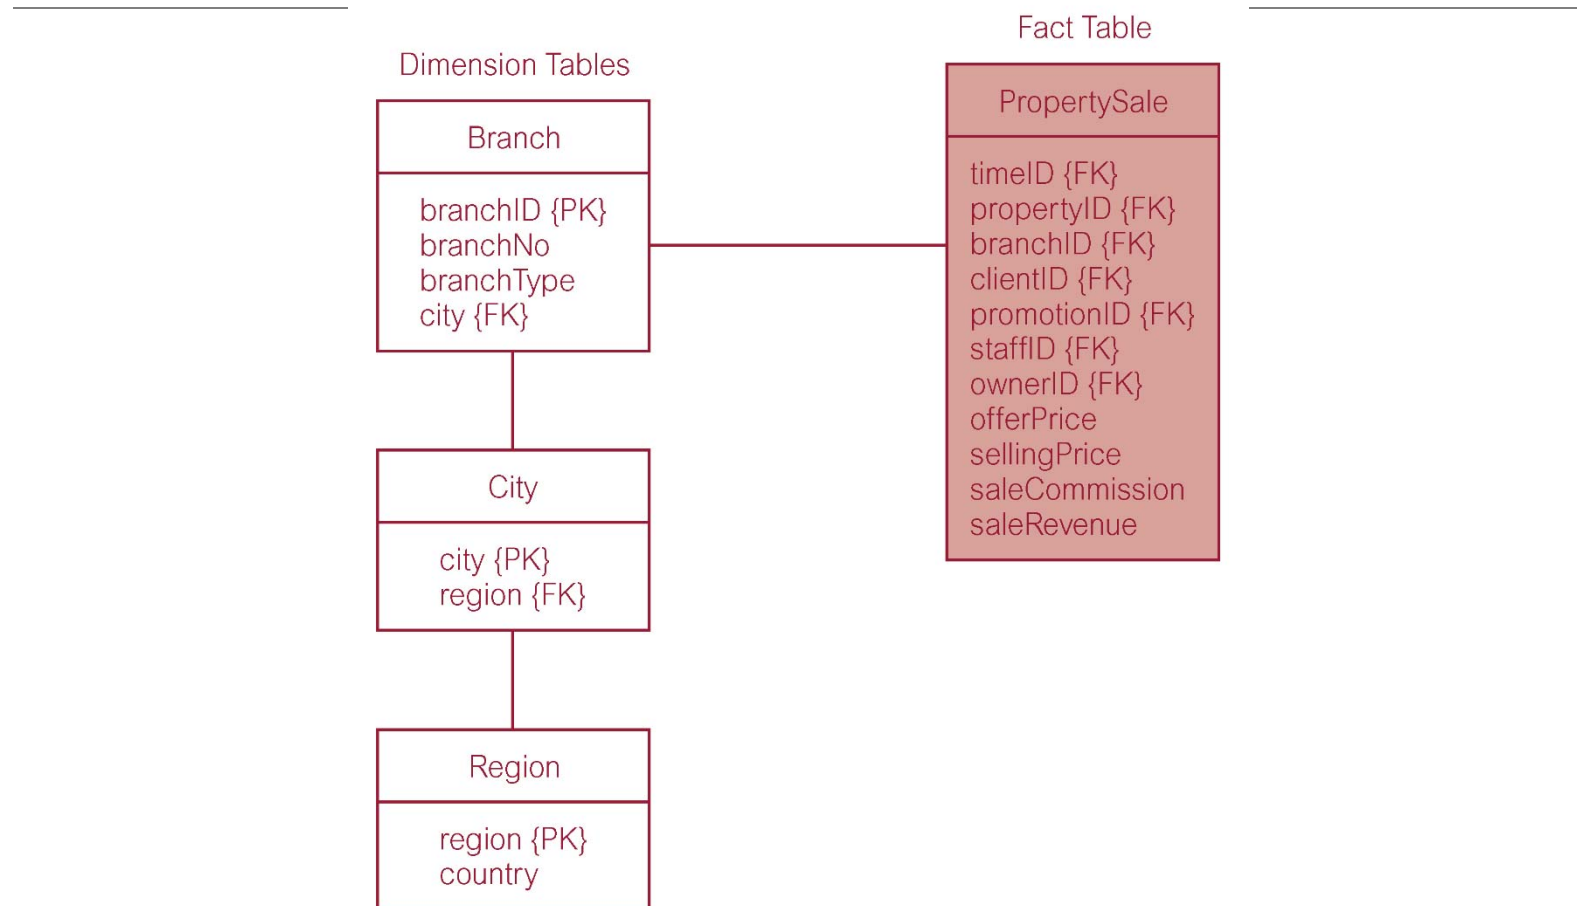 Dimension Tables
Branch
branchID {PK}
branchNo
branchType
city {FK}
City
city {PK}
region {FK}
Region
region {PK}
country
Fact Table
PropertySale
timeID {FK}
propertyID {FK}
branchID {FK}
clientID {FK}
promotionID {FK}
staffID {FK}
ownerID {FK}
offerPrice
sellingPrice
saleCommission
saleRevenue